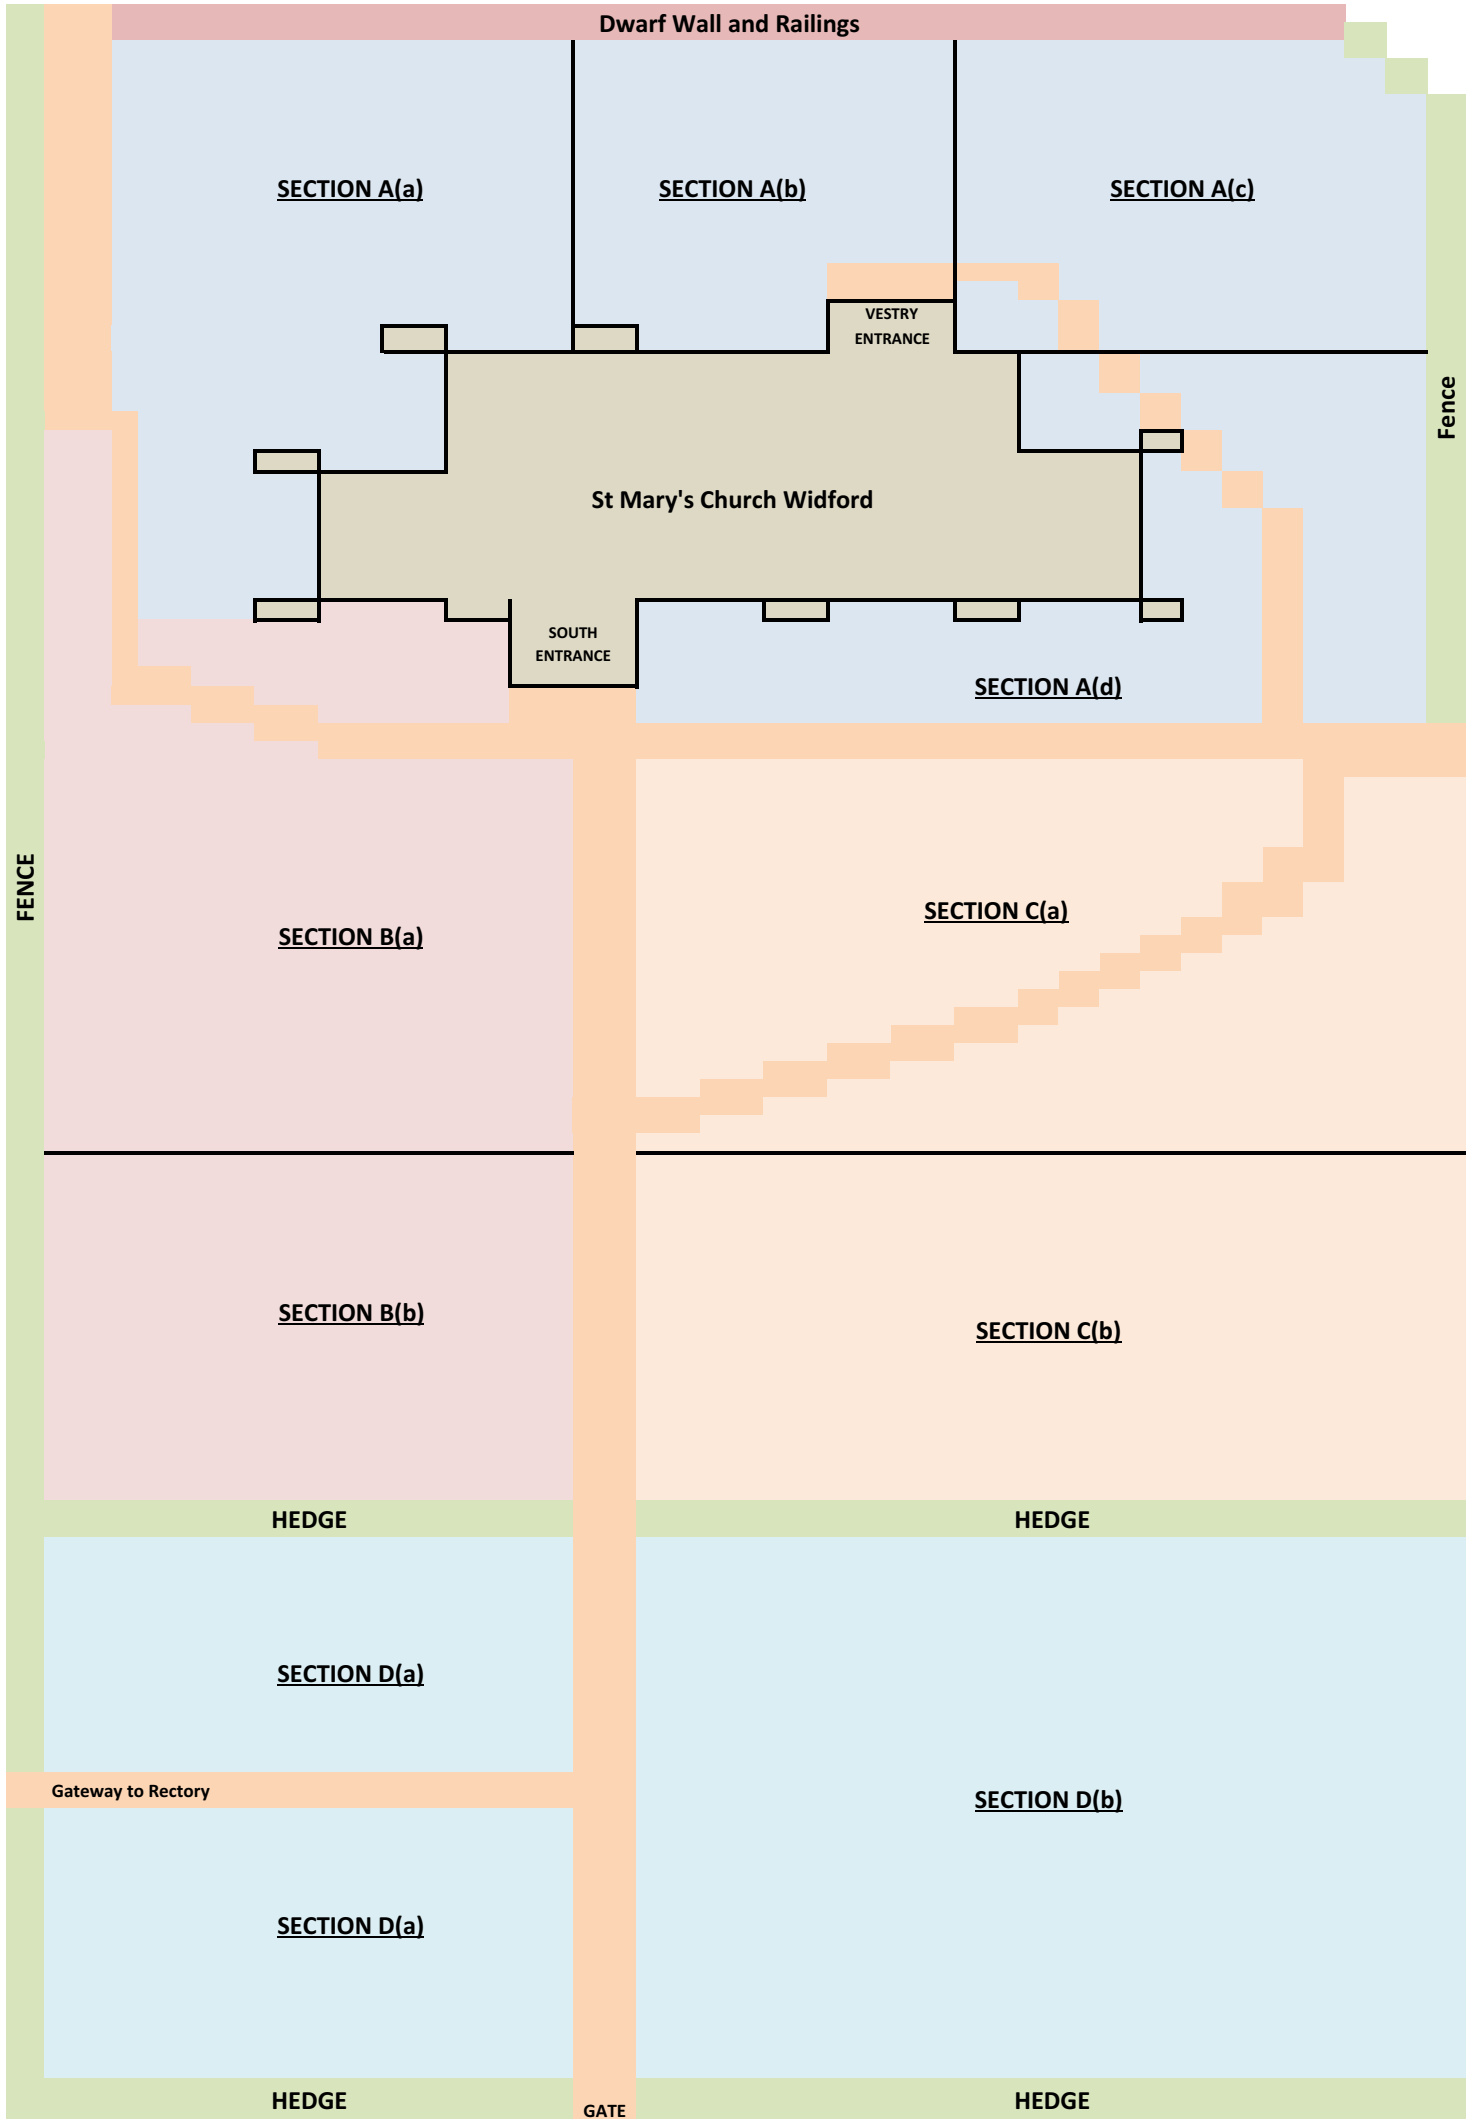 Dwarf Wall and Railings
SECTION A(a)
SECTION A(b)
SECTION A(c)
VESTRY
ENTRANCE
Fence
St Mary's Church Widford
SOUTH
ENTRANCE
SECTION A(d)
FENCE
SECTION C(a)
SECTION B(a)
SECTION B(b)
SECTION C(b)
HEDGE
HEDGE
SECTION D(a)
Gateway to Rectory
SECTION D(b)
SECTION D(a)
HEDGE
GATE
HEDGE